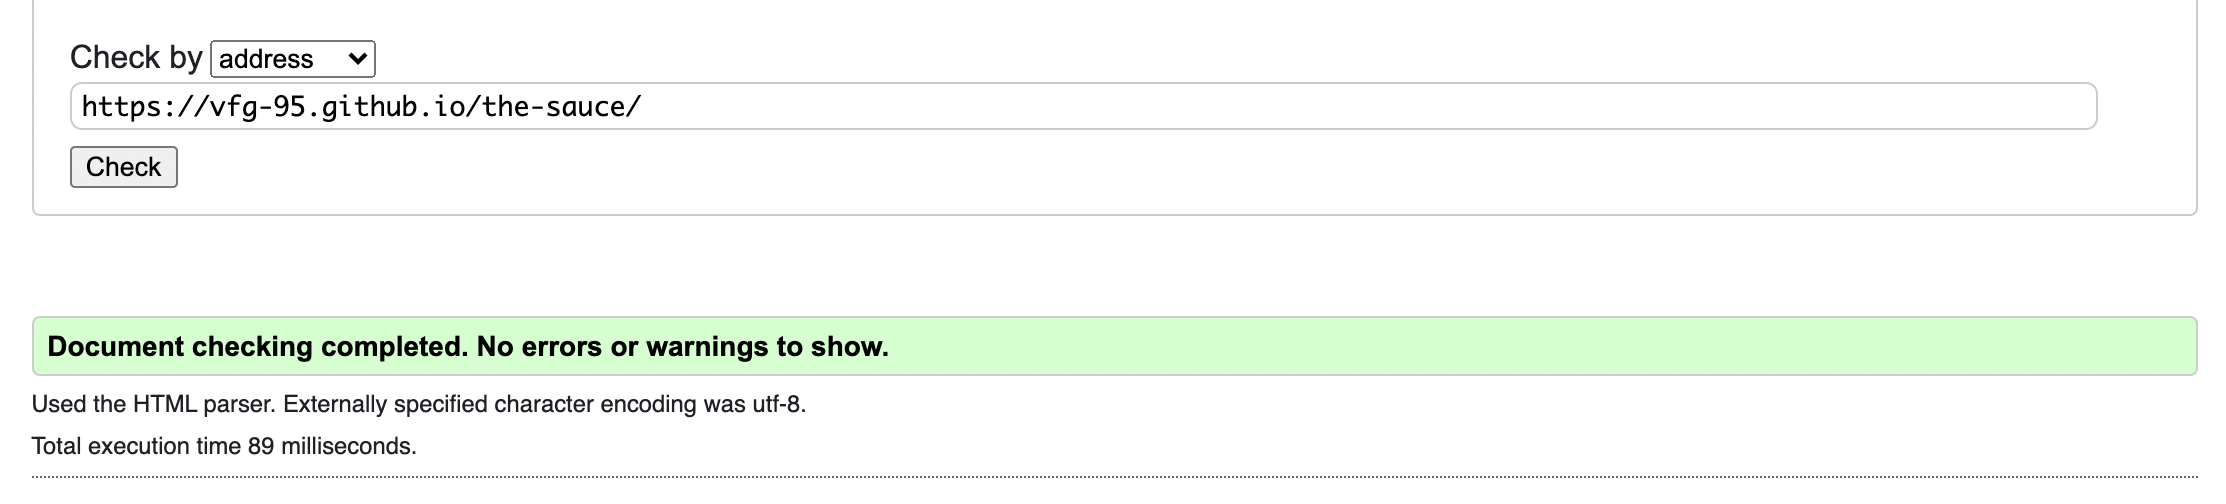 Check by address
https://vfg-95.github.io/the-sauce/
Check
Document checking completed. No errors or warnings to show.
Used the HTML parser. Externally specified character encoding was utf-8.
Total execution time 89 milliseconds.